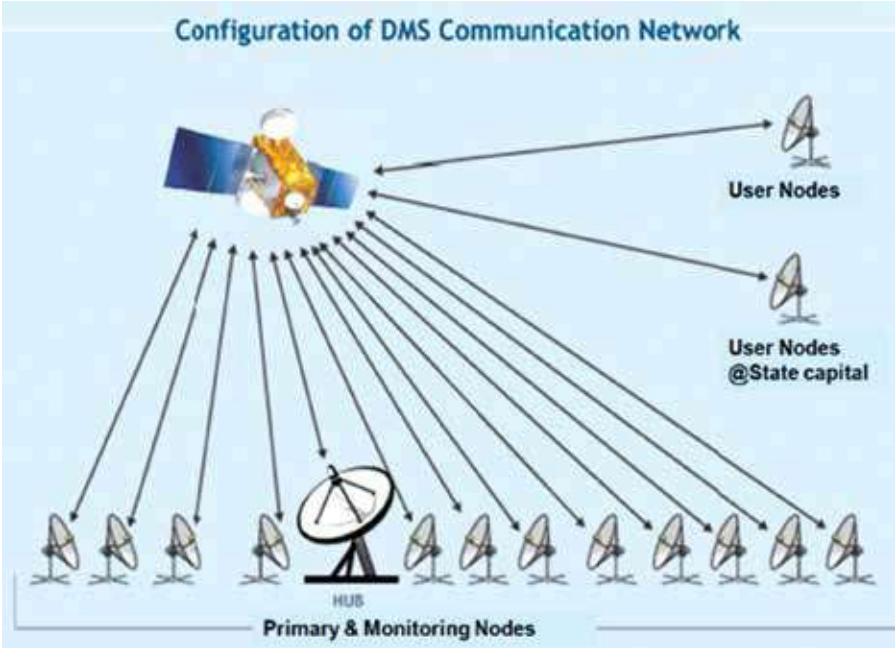 Configuration of DMS Communication Network
User Nodes
User Nodes
@State capital
HUB
Primary & Monitoring Nodes